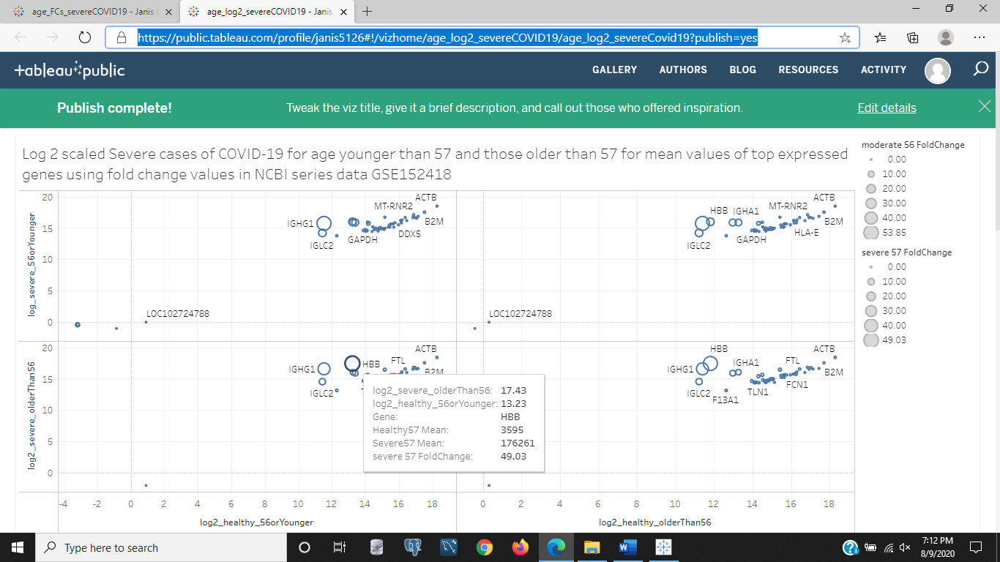 age_FCs_severeCOVID19 - Janis
age_log2_severeCOVID19 - Janis
https://public.tableau.com/profile/janis5126#!/vizhome/age_log2_severeCOVID19/age_log2_severeCovid19?publish=yes
+ableau public
GALLERY AUTHORS BLOG RESOURCES ACTIVITY
Publish complete!
Tweak the viz title, give it a brief description, and call out those who offered inspiration.
Edit details
Log 2 scaled Severe cases of COVID-19 for age younger than 57 and those older than 57 for mean values of top expressed
genes using fold change values in NCBI series data GSE152418
moderate 56 FoldChange
0.00
10.00
20.00
30.00
40.00
53.85
severe 57 FoldChange
0.00
10.00
20.00
30.00
40.00
49.03
log_severe_56orYounger
20
15
10
5
0
ACTB
MT-RNR2
IGHG1
B2M
DDX5
GAPDH
IGLC2
LOC102724788
ACTB
MT-RNR2
HBB IGHA1
B2M
HLA-E
GAPDH
IGLC2
LOC102724788
log2_severe_olderThan56
20
15
10
5
0
ACTB
HBB FTL
IGHG1
B2M
IGLC2
log2_severe_olderThan56: 17.43
log2_healthy_56orYounger: 13.23
Gene: HBB
Healthy57 Mean: 3595
Severe57 Mean: 176261
severe 57 FoldChange: 49.03
HBB ACTB
IGHA1 FTL
IGHG1
B2M
FCN1
IGLC2 TLN1
F13A1
-4 -2 0 2 4 6 8 10 12 14 16 18
0 2 4 6 8 10 12 14 16 18
log2_healthy_56orYounger
log2_healthy_olderThan56
Type here to search
7:12 PM
8/9/2020